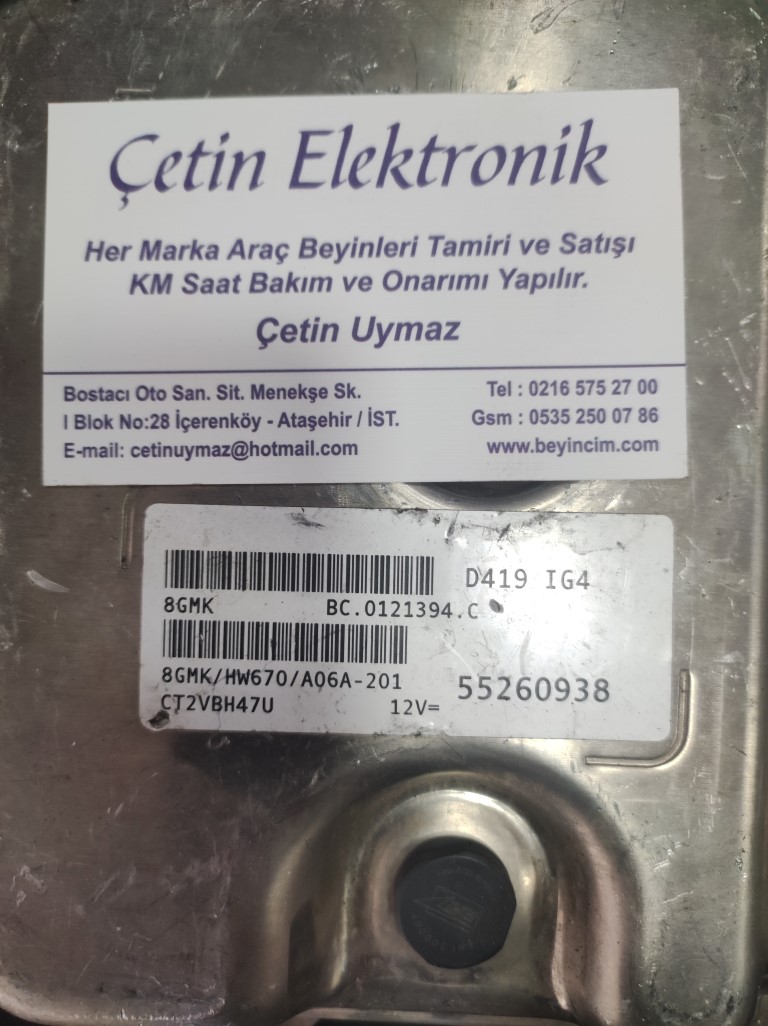 Çetin Elektronik
Her Marka Araç Beyinleri Tamiri ve Satışı
KM Saat Bakım ve Onarımı Yapılır.
Çetin Uymaz
Bostacı Oto San. Sit. Menekşe Sk.
I Blok No:28 İçerenköy - Ataşehir / İST.
E-mail: cetinuymaz@hotmail.com
Tel : 0216 575 27 00
Gsm : 0535 250 07 86
www.beyincim.com
D419 IG4
8GMK BC.0121394.C
8GMK/HW670/A06A-201
55260938
CT2VBH47U 12V=